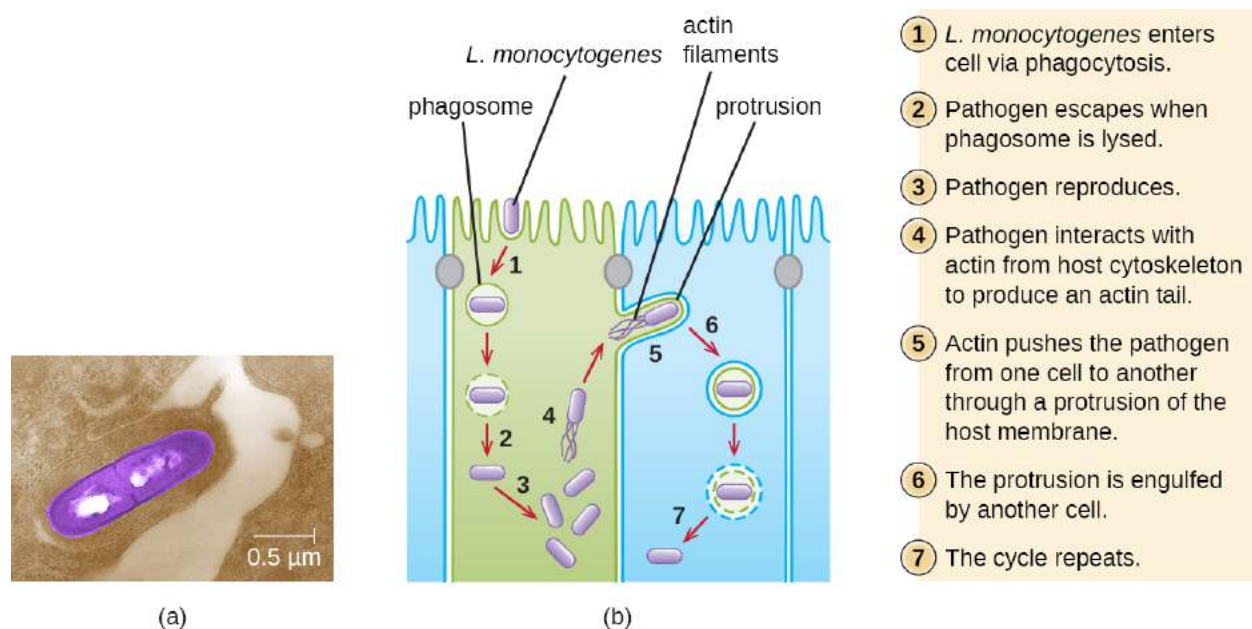 actin
filaments
L. monocytogenes
phagosome
protrusion
1
2
3
4
5
6
7
0.5 µm
(a)
(b)
1 L. monocytogenes enters
cell via phagocytosis.
2 Pathogen escapes when
phagosome is lysed.
3 Pathogen reproduces.
4 Pathogen interacts with
actin from host cytoskeleton
to produce an actin tail.
5 Actin pushes the pathogen
from one cell to another
through a protrusion of the
host membrane.
6 The protrusion is engulfed
by another cell.
7 The cycle repeats.